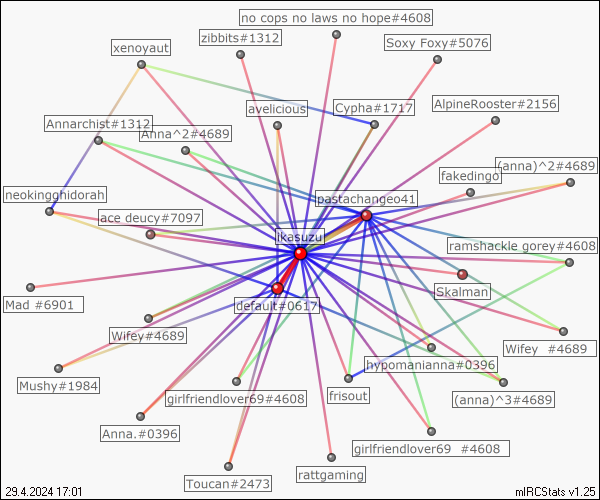 no cops no laws no hope#4608
zibbits#1312
xenoyaut
Soxy Foxy#5076
avelicious
Cypha#1717
AlpineRooster#2156
Annarchist#1312
Anna^2#4689
(anna)^2#4689
fakedingo
neokingghidorah
pastachangeo41
ace deucy#7097
ikasuzu
ramshackle gorey#4608
Mad #6901
default#0617
Skalman
Wifey#4689
Wifey #4689
hypomanianna#0396
Mushy#1984
girlfriendlover69#4608
frisout
(anna)^3#4689
Anna.#0396
girlfriendlover69 #4608
Toucan#2473
rattgaming
29.4.2024 17:01
mIRCStats v1.25